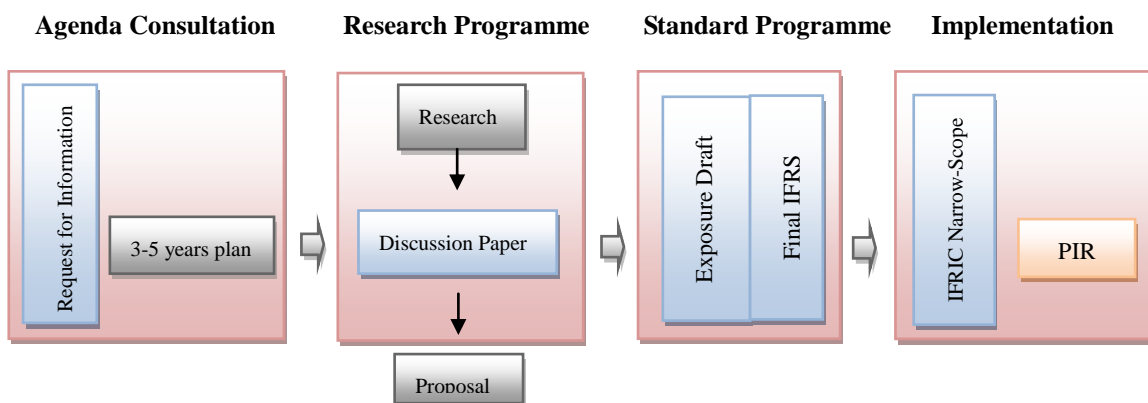 Agenda Consultation
Research Programme
Standard Programme
Implementation
Request for Information
3-5 years plan
Research
Discussion Paper
Proposal
Exposure Draft
Final IFRS
IFRIC Narrow-Scope
PIR